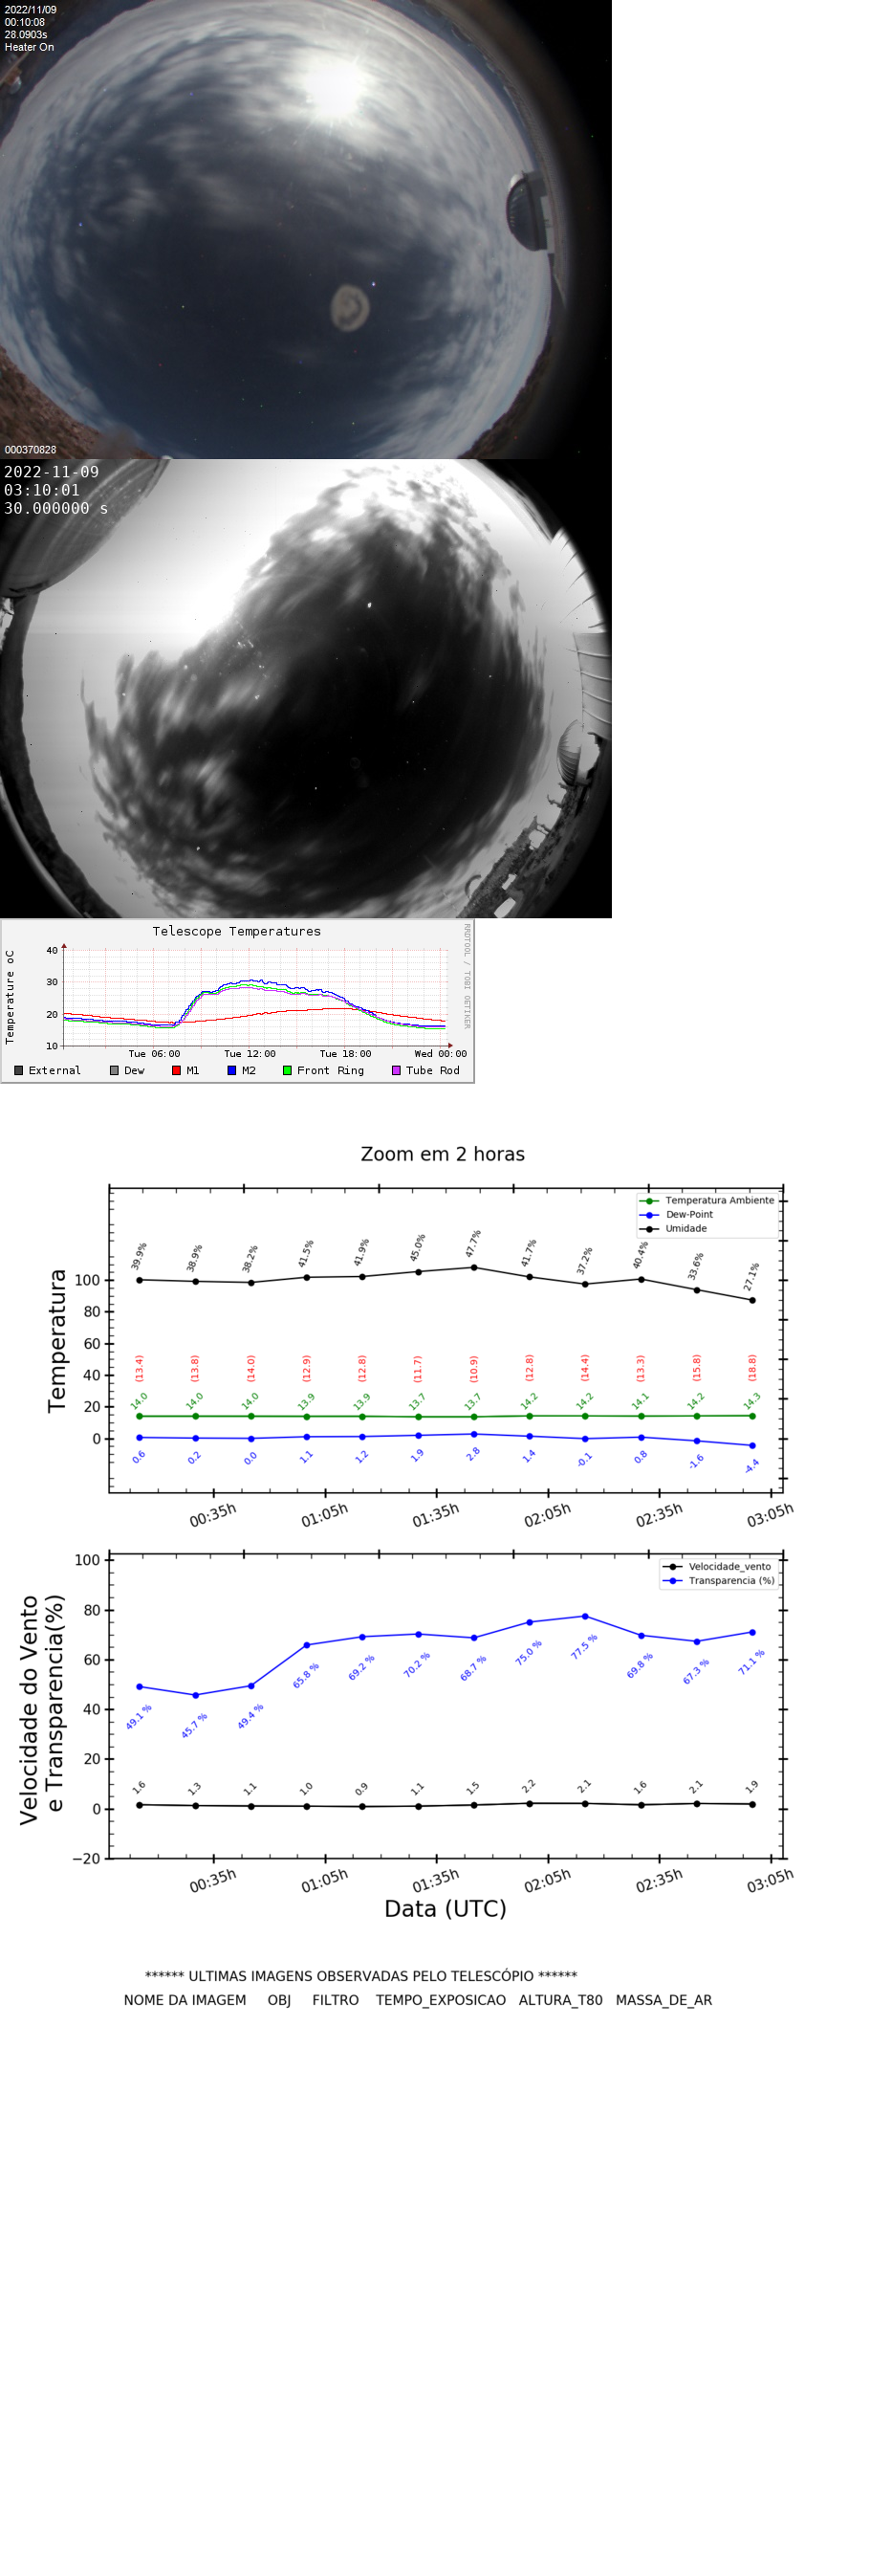 2022/11/09
00:10:08
28.0903s
Heater On
000370828
2022-11-09
03:10:01
30.000000 s
Telescope Temperatures
RRDTOOL / TOBI OETIKER
Temperature oC
40
30
20
10
Tue 06:00 Tue 12:00 Tue 18:00 Wed 00:00
External Dew M1 M2 Front Ring Tube Rod
Zoom em 2 horas
Temperatura Ambiente
Dew-Point
Umidade
Temperatura
100
80
60
40
20
0
39.9% 38.9% 38.2% 41.5% 41.9% 45.0% 47.7% 41.7% 37.2% 40.4% 33.6% 27.1%
(13.4) (13.8) (14.0) (12.9) (12.8) (11.7) (10.9) (12.8) (14.4) (13.3) (15.8) (18.8)
14.0 14.0 14.0 13.9 13.9 13.7 13.7 14.2 14.2 14.1 14.2 14.3
0.6 0.2 0.0 1.1 1.2 1.9 2.8 1.4 -0.1 0.8 -1.6 -4.4
00:35h 01:05h 01:35h 02:05h 02:35h 03:05h
Velocidade_vento
Transparencia (%)
Velocidade do Vento
e Transparencia(%)
100
80
60
40
20
0
−20
49.1 % 45.7 % 49.4 % 65.8 % 69.2 % 70.2 % 68.7 % 75.0 % 77.5 % 69.8 % 67.3 % 71.1 %
1.6 1.3 1.1 1.0 0.9 1.1 1.5 2.2 2.1 1.6 2.1 1.9
00:35h 01:05h 01:35h 02:05h 02:35h 03:05h
Data (UTC)
****** ULTIMAS IMAGENS OBSERVADAS PELO TELESCÓPIO ******
NOME DA IMAGEM OBJ FILTRO TEMPO_EXPOSICAO ALTURA_T80 MASSA_DE_AR